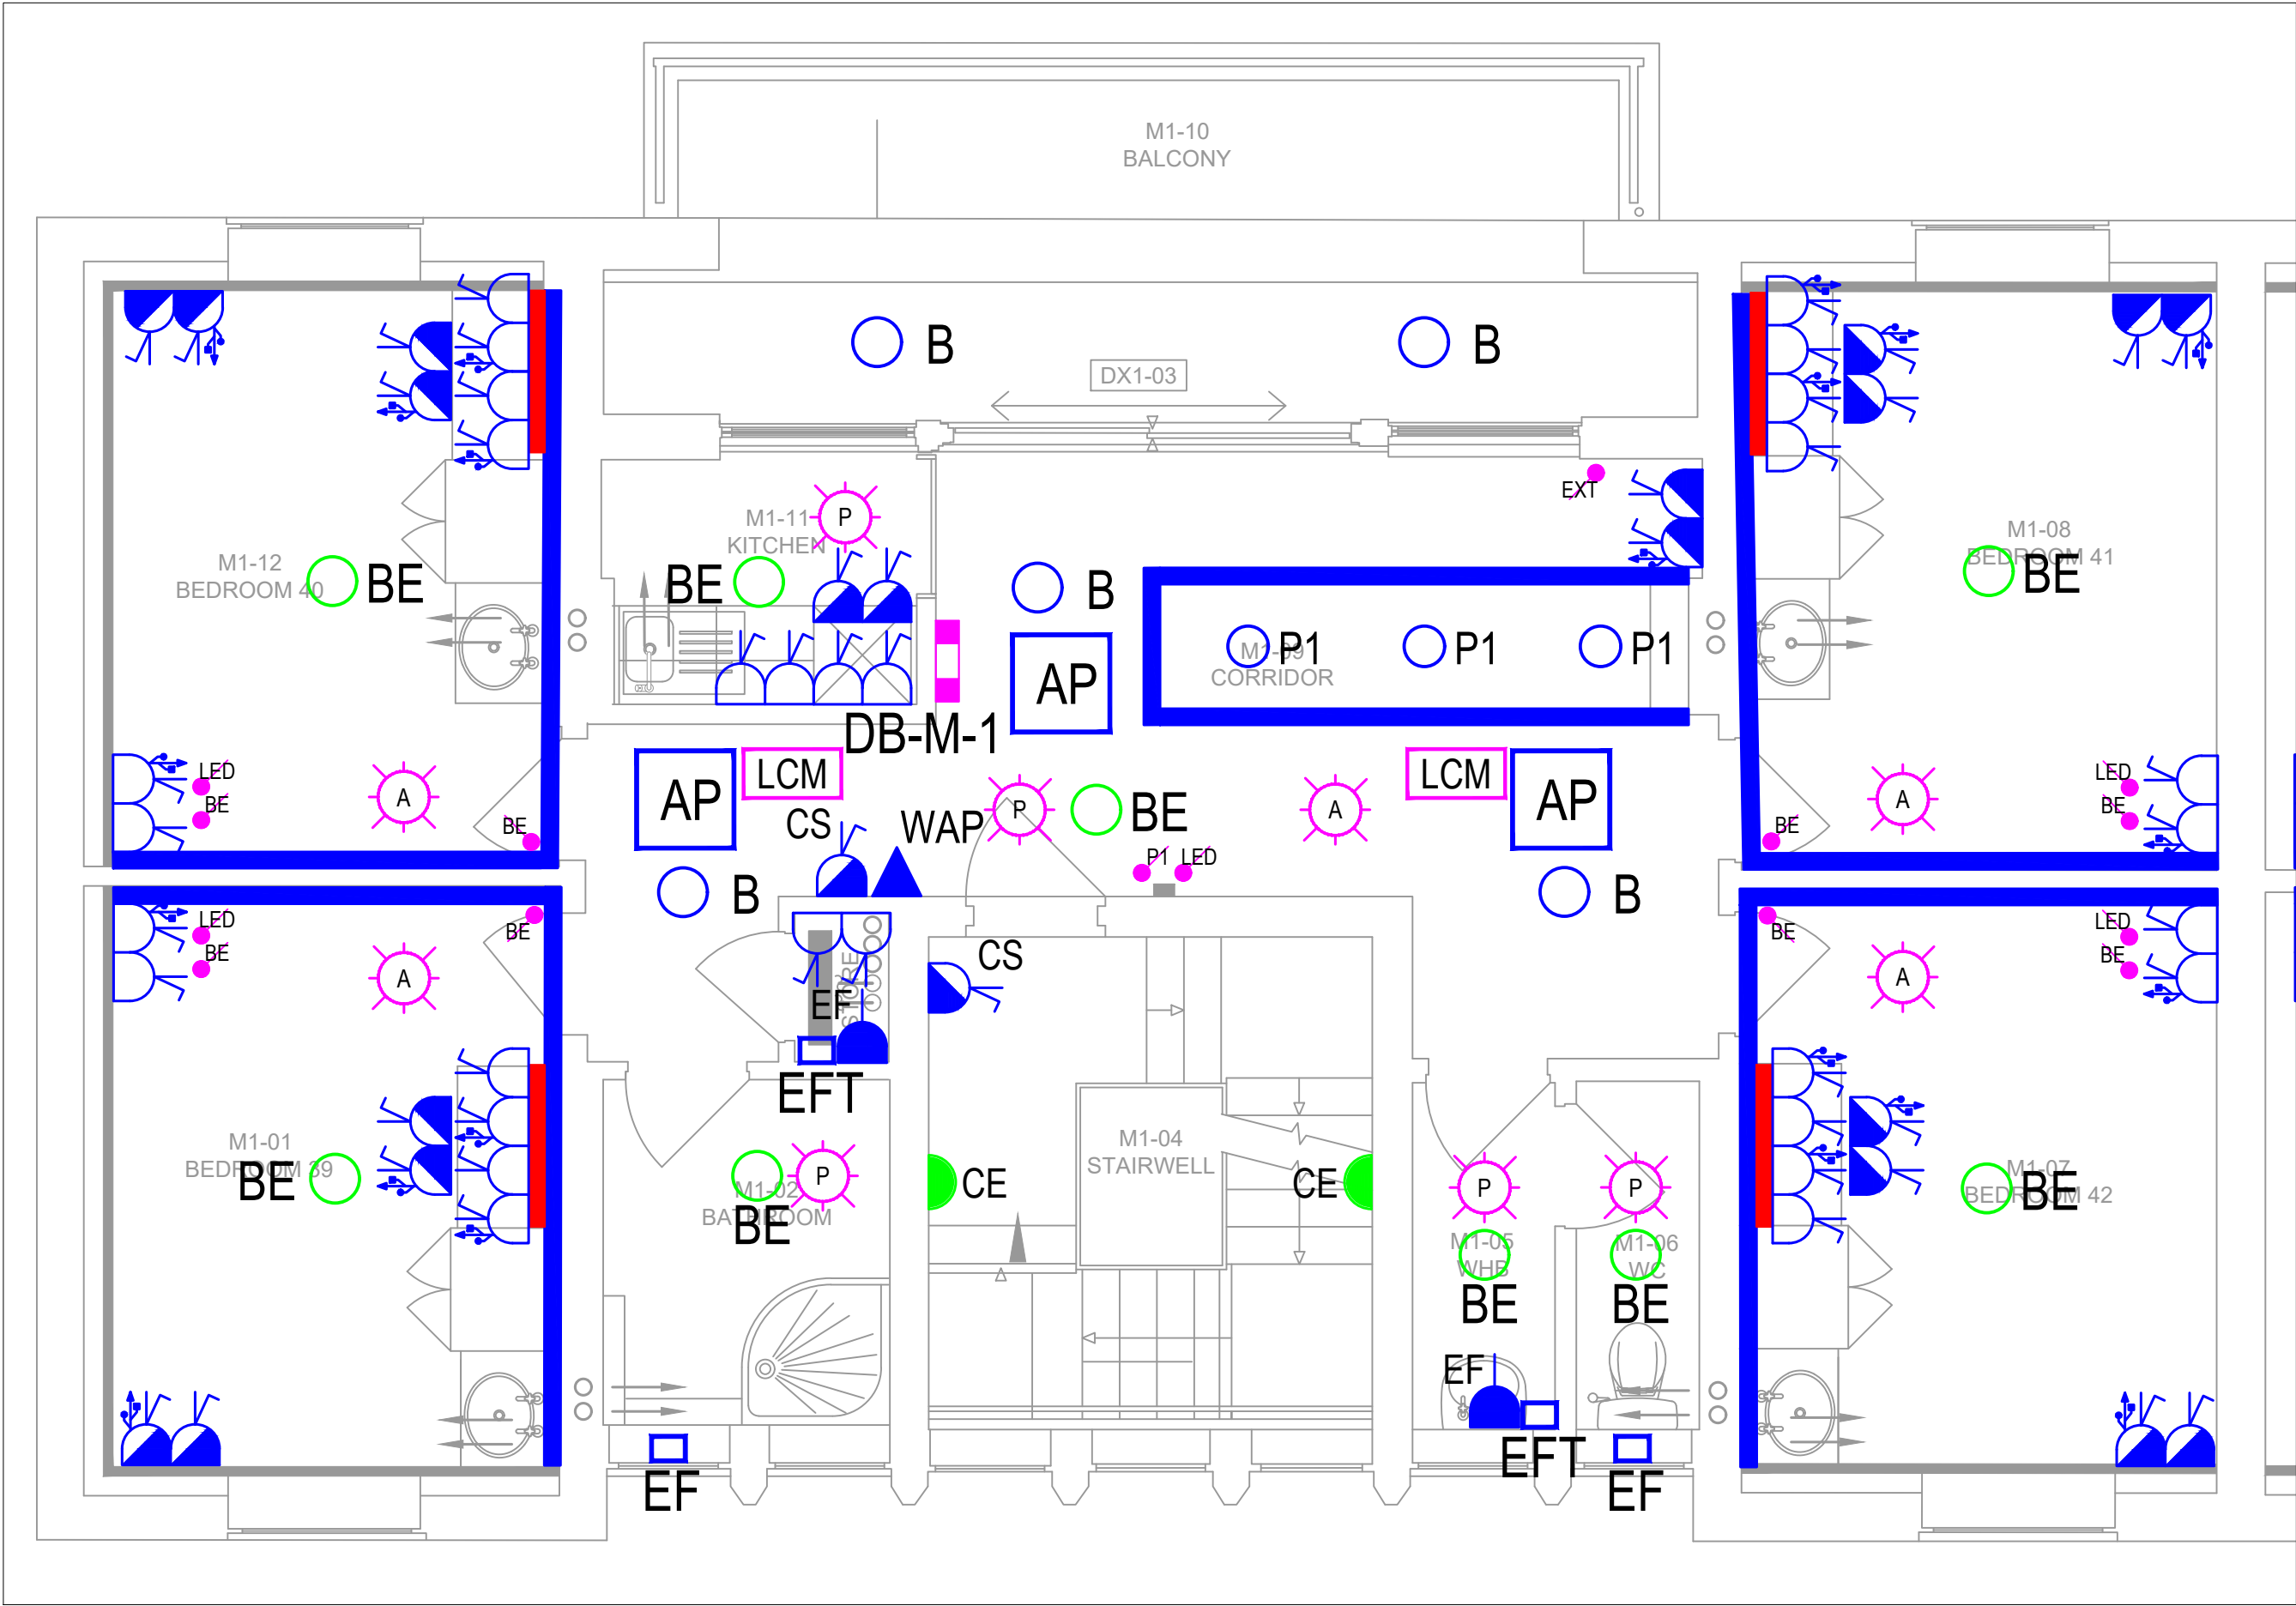 M1-10
BALCONY
B
B
DX1-03
EXT
M1-11
KITCHEN
P
BE
M1-12
BEDROOM 40
BE
B
M1-08
BEDROOM 41
BE
AP
P1
P1
P1
M1-09
CORRIDOR
DB-M-1
LED
BE
A
BE
AP
LCM
CS
WAP
P
BE
A
LCM
AP
BE
A
LED
BE
P1
LED
B
B
LED
BE
A
BE
STORE
EF
EFT
CS
BE
A
LED
BE
M1-01
BEDROOM 39
BE
M1-02
BATHROOM
BE
P
CE
M1-04
STAIRWELL
CE
P
P
M1-05
WHB
BE
M1-06
WC
BE
M1-07
BEDROOM 42
BE
EF
EFT
EF
EF